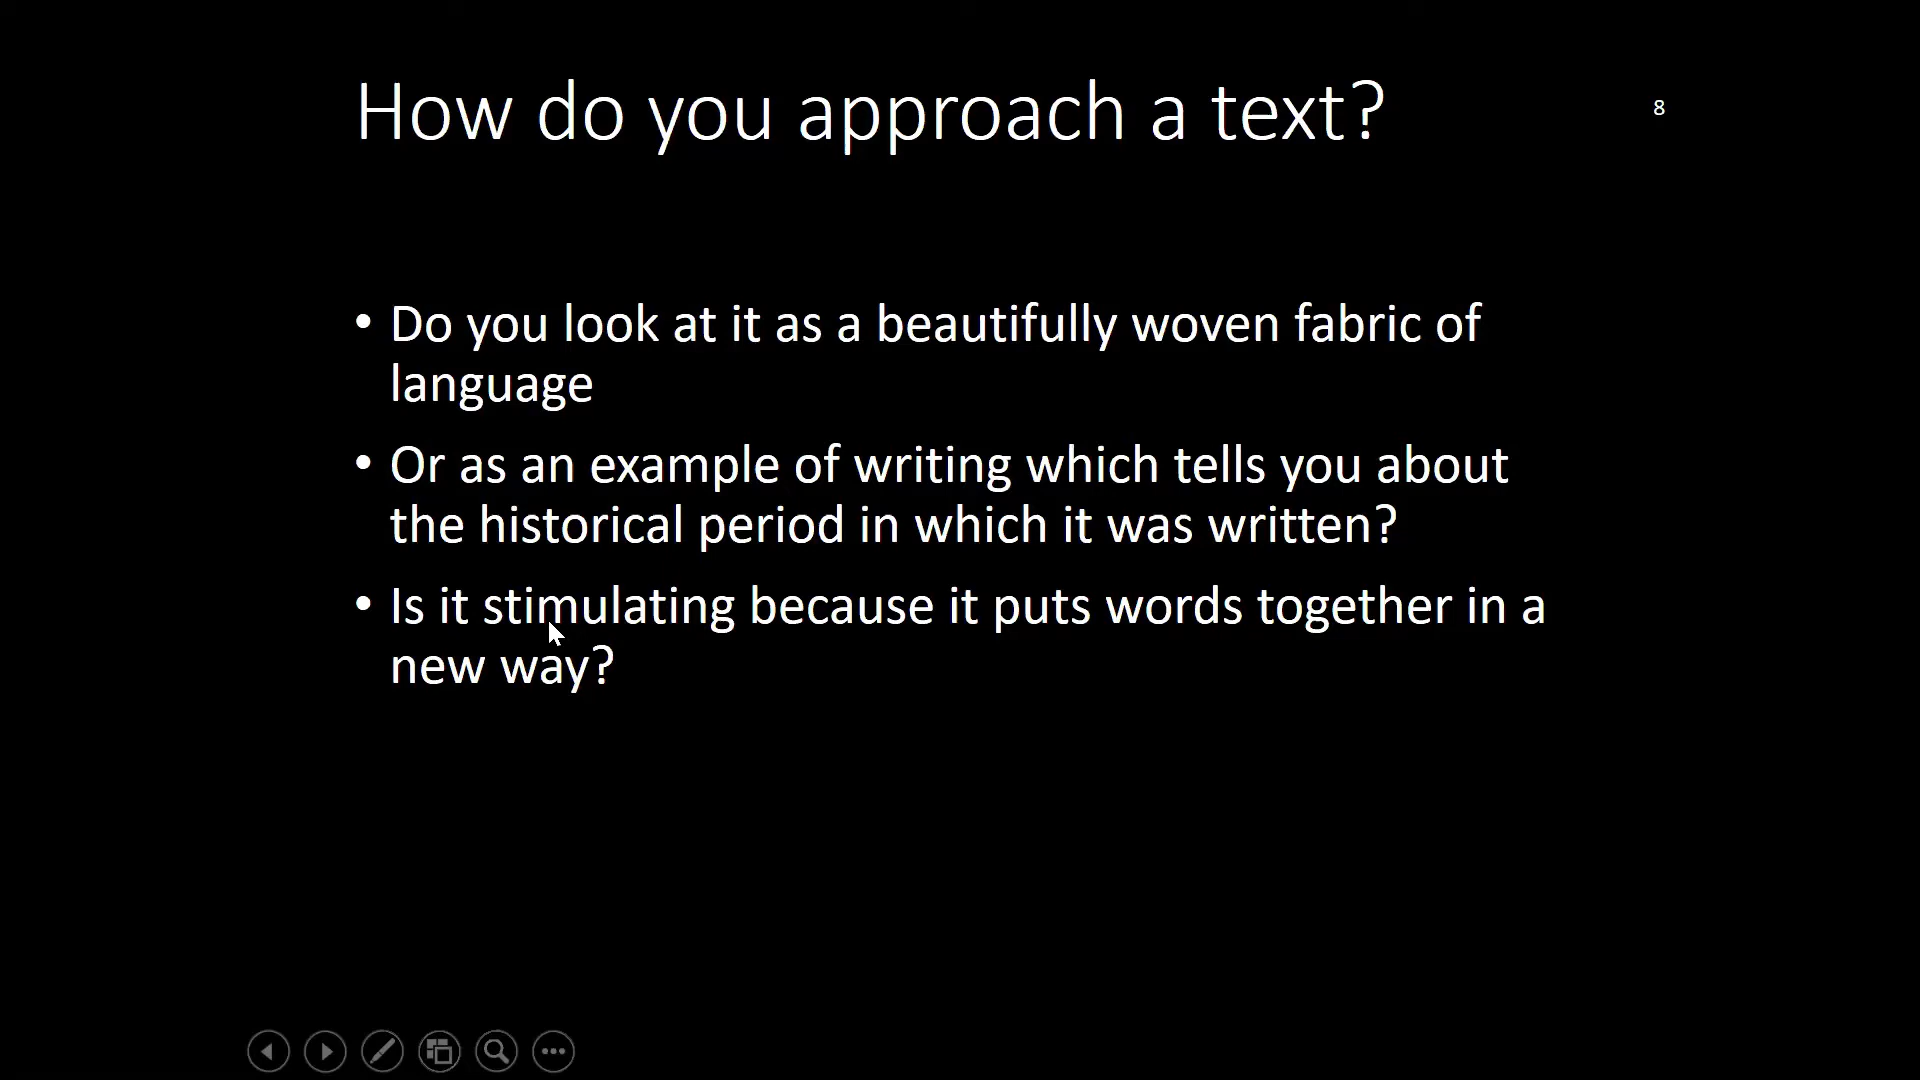 How do you approach a text?
8
• Do you look at it as a beautifully woven fabric of
language
• Or as an example of writing which tells you about
the historical period in which it was written?
• Is it stimulating because it puts words together in a
new way?